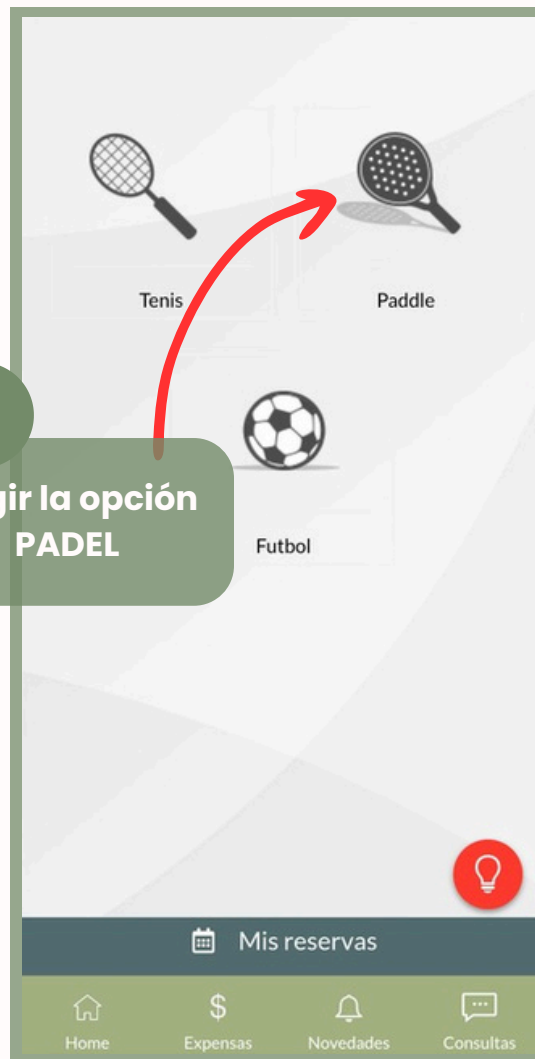 Tenis
Paddle
gir la opción
PADEL
Futbol
Mis reservas
Home
Expensas
Novedades
Consultas